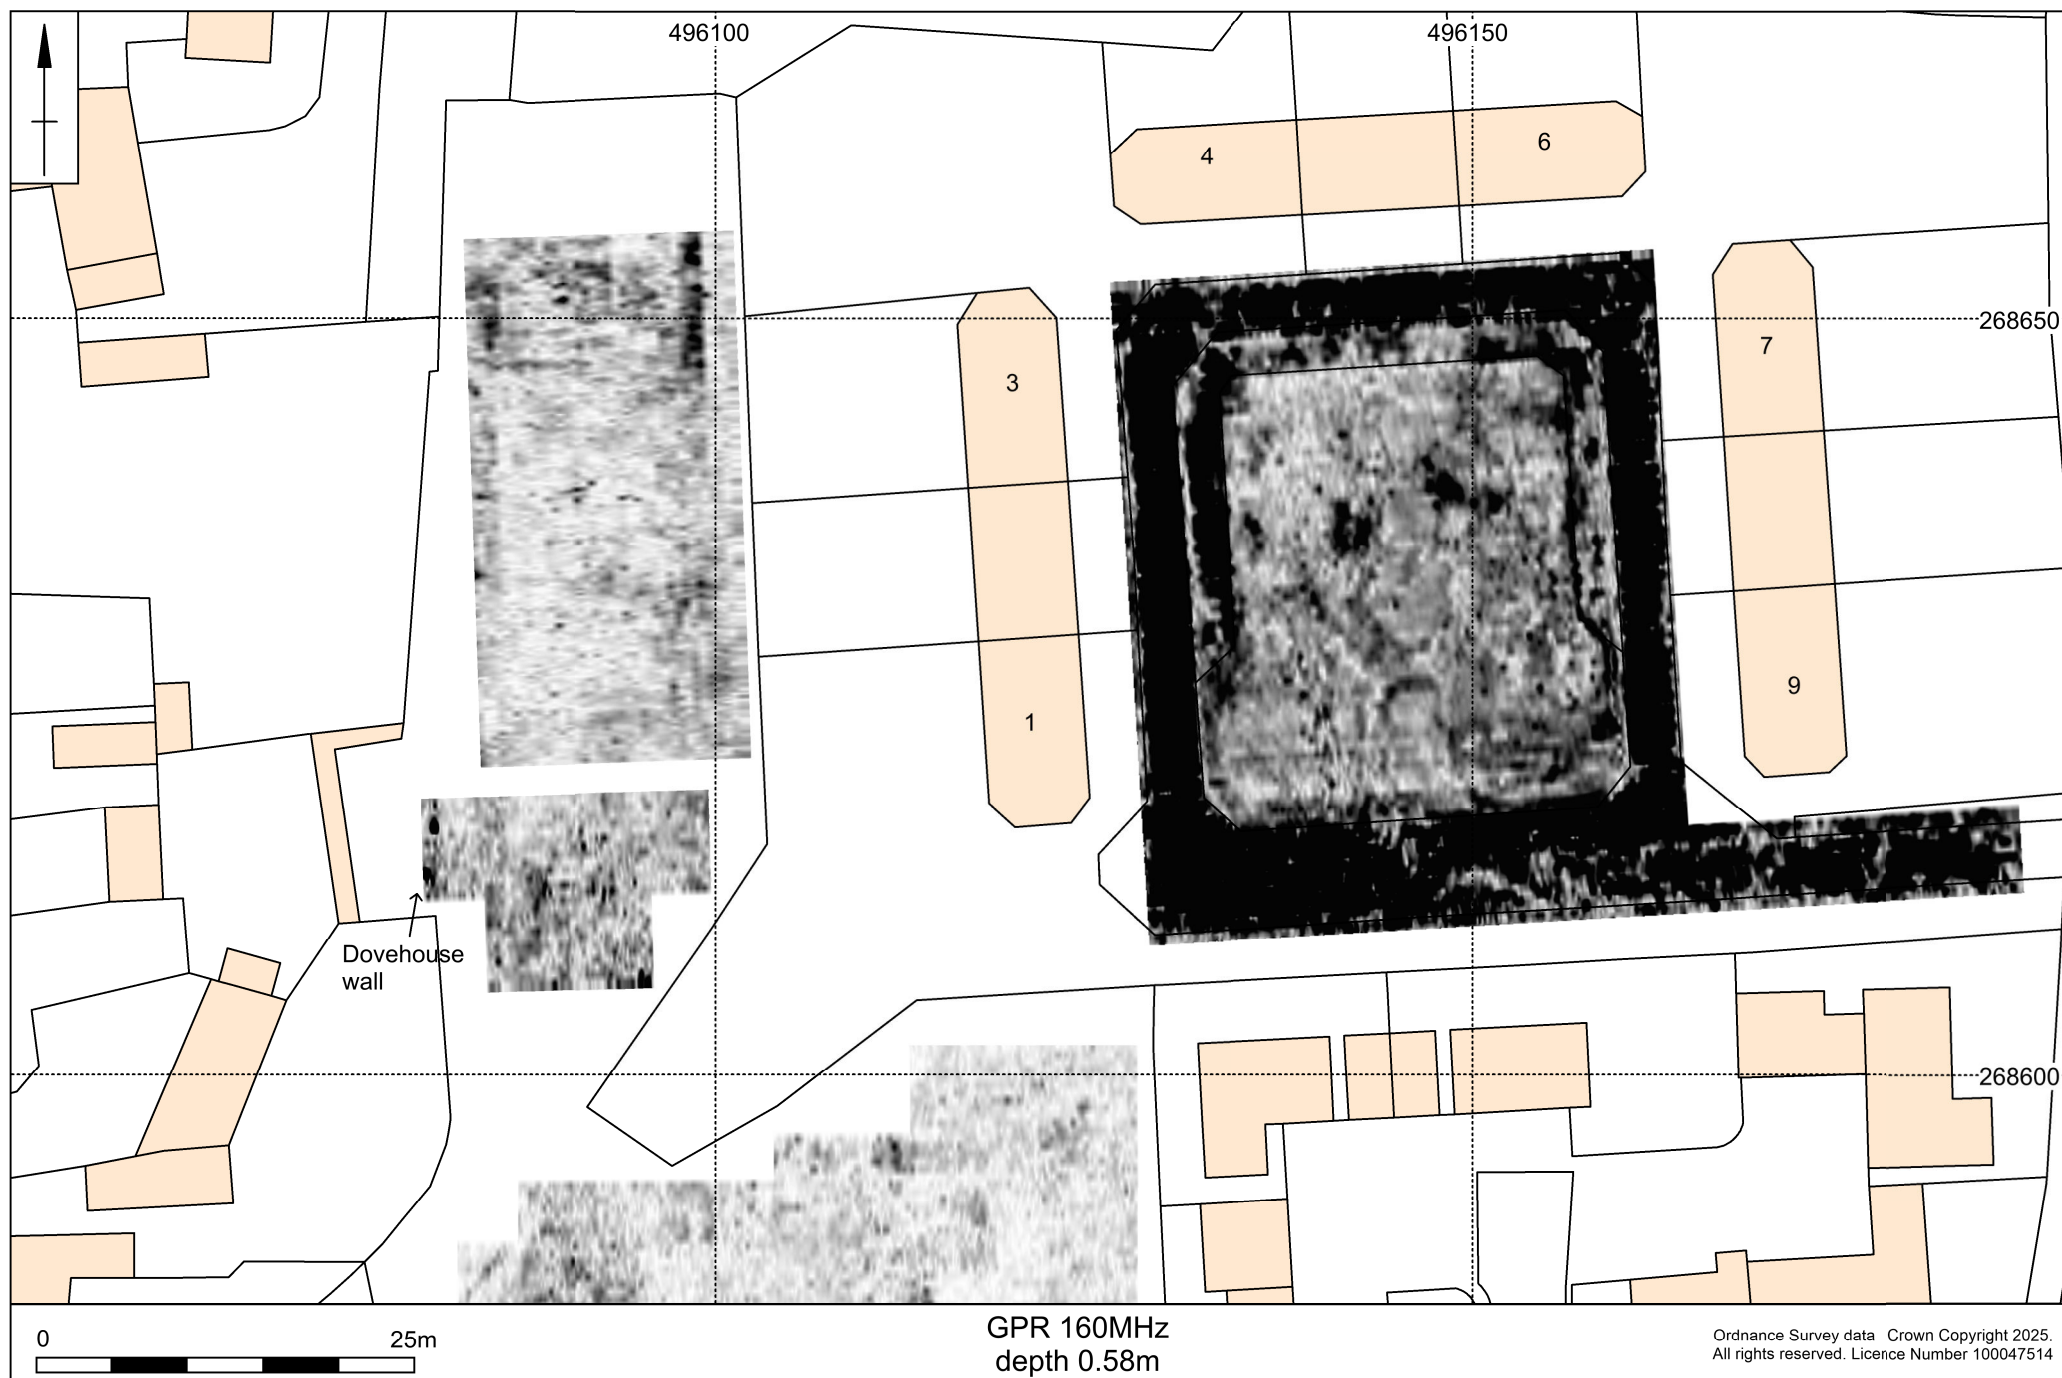 496100
496150
4
6
268650
7
3
9
1
Dovehouse
wall
268600
0
25m
GPR 160MHz
depth 0.58m
Ordnance Survey data Crown Copyright 2025.
All rights reserved. Licence Number 100047514